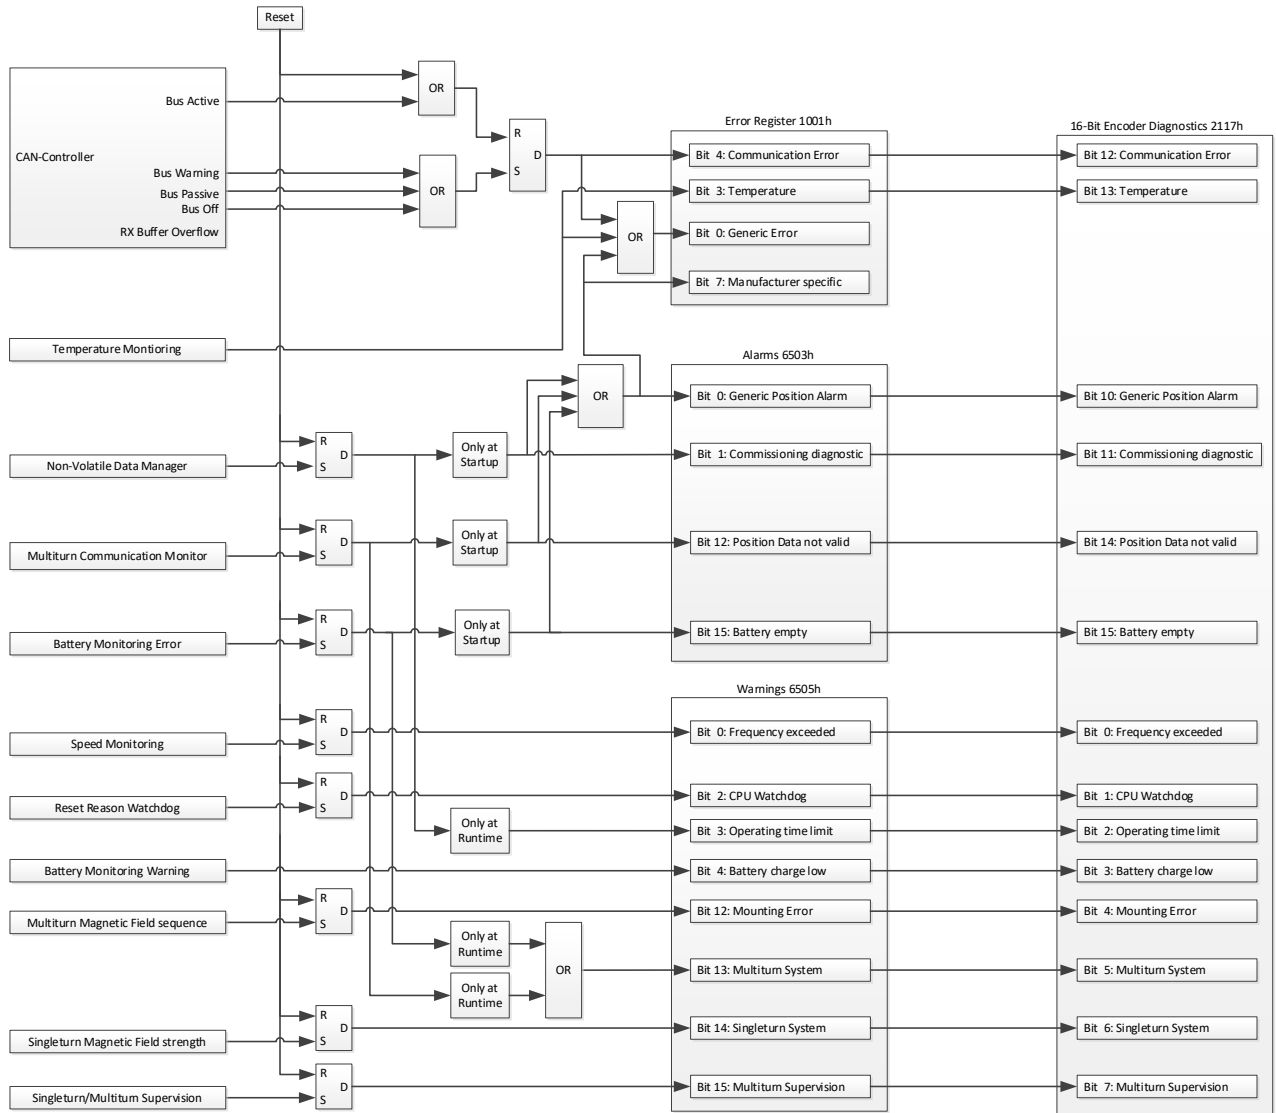 Reset
OR
Bus Active
CAN-Controller
Bus Warning
Bus Passive
Bus Off
RX Buffer Overflow
OR
R
D
S
Error Register 1001h
Bit 4: Communication Error
Bit 3: Temperature
OR
Bit 0: Generic Error
Bit 7: Manufacturer specific
16-Bit Encoder Diagnostics 2117h
Bit 12: Communication Error
Bit 13: Temperature
Temperature Montioring
Alarms 6503h
OR
Bit 0: Generic Position Alarm
Bit 10: Generic Position Alarm
Non-Volatile Data Manager
R
D
S
Only at
Startup
Bit 1: Commissioning diagnostic
Bit 11: Commissioning diagnostic
Multiturn Communication Monitor
R
D
S
Only at
Startup
Bit 12: Position Data not valid
Bit 14: Position Data not valid
Battery Monitoring Error
R
D
S
Only at
Startup
Bit 15: Battery empty
Bit 15: Battery empty
Warnings 6505h
Speed Monitoring
R
D
S
Bit 0: Frequency exceeded
Bit 0: Frequency exceeded
Reset Reason Watchdog
R
D
S
Bit 2: CPU Watchdog
Bit 1: CPU Watchdog
Only at
Runtime
Bit 3: Operating time limit
Bit 2: Operating time limit
Battery Monitoring Warning
Bit 4: Battery charge low
Bit 3: Battery charge low
Multiturn Magnetic Field sequence
R
D
S
Bit 12: Mounting Error
Bit 4: Mounting Error
Only at
Runtime
Only at
Runtime
OR
Bit 13: Multiturn System
Bit 5: Multiturn System
Singleturn Magnetic Field strength
R
D
S
Bit 14: Singleturn System
Bit 6: Singleturn System
Singleturn/Multiturn Supervision
R
D
S
Bit 15: Multiturn Supervision
Bit 7: Multiturn Supervision